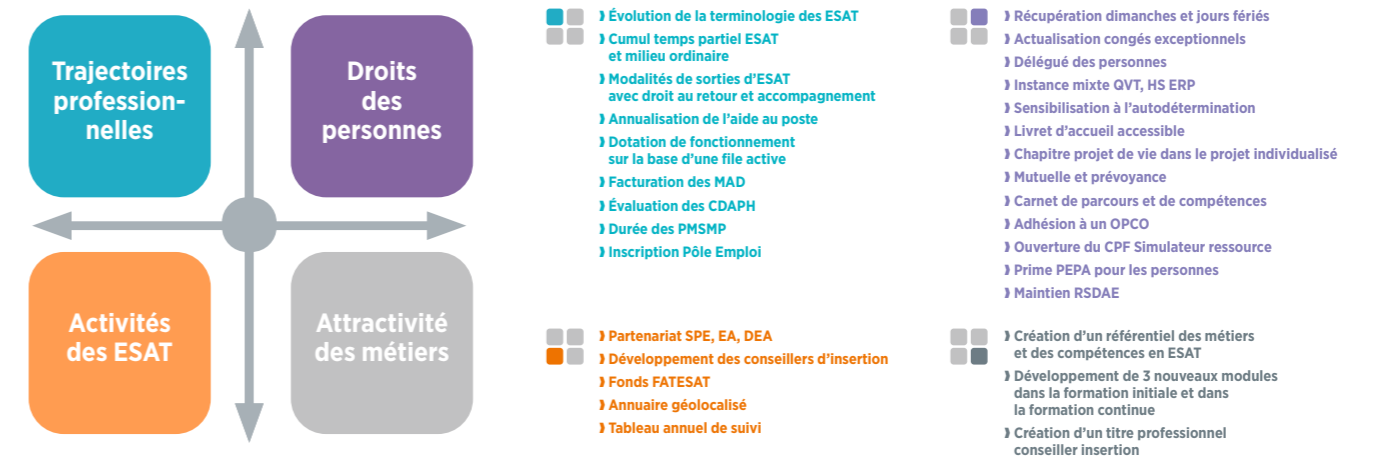 Trajectoires
profession-
nelles
Droits
des
personnes
Activités
des ESAT
Attractivité
des métiers
❱ Évolution de la terminologie des ESAT
❱ Cumul temps partiel ESAT
et milieu ordinaire
❱ Modalités de sorties d’ESAT
avec droit au retour et accompagnement
❱ Annualisation de l’aide au poste
❱ Dotation de fonctionnement
sur la base d’une file active
❱ Facturation des MAD
❱ Évaluation des CDAPH
❱ Durée des PMSMP
❱ Inscription Pôle Emploi
❱ Récupération dimanches et jours fériés
❱ Actualisation congés exceptionnels
❱ Délégué des personnes
❱ Instance mixte QVT, HS ERP
❱ Sensibilisation à l’autodétermination
❱ Livret d’accueil accessible
❱ Chapitre projet de vie dans le projet individualisé
❱ Mutuelle et prévoyance
❱ Carnet de parcours et de compétences
❱ Adhésion à un OPCO
❱ Ouverture du CPF Simulateur ressource
❱ Prime PEPA pour les personnes
❱ Maintien RSDAE
❱ Partenariat SPE, EA, DEA
❱ Développement des conseillers d’insertion
❱ Fonds FATESAT
❱ Annuaire géolocalisé
❱ Tableau annuel de suivi
❱ Création d’un référentiel des métiers
et des compétences en ESAT
❱ Développement de 3 nouveaux modules
dans la formation initiale et dans
la formation continue
❱ Création d’un titre professionnel
conseiller insertion